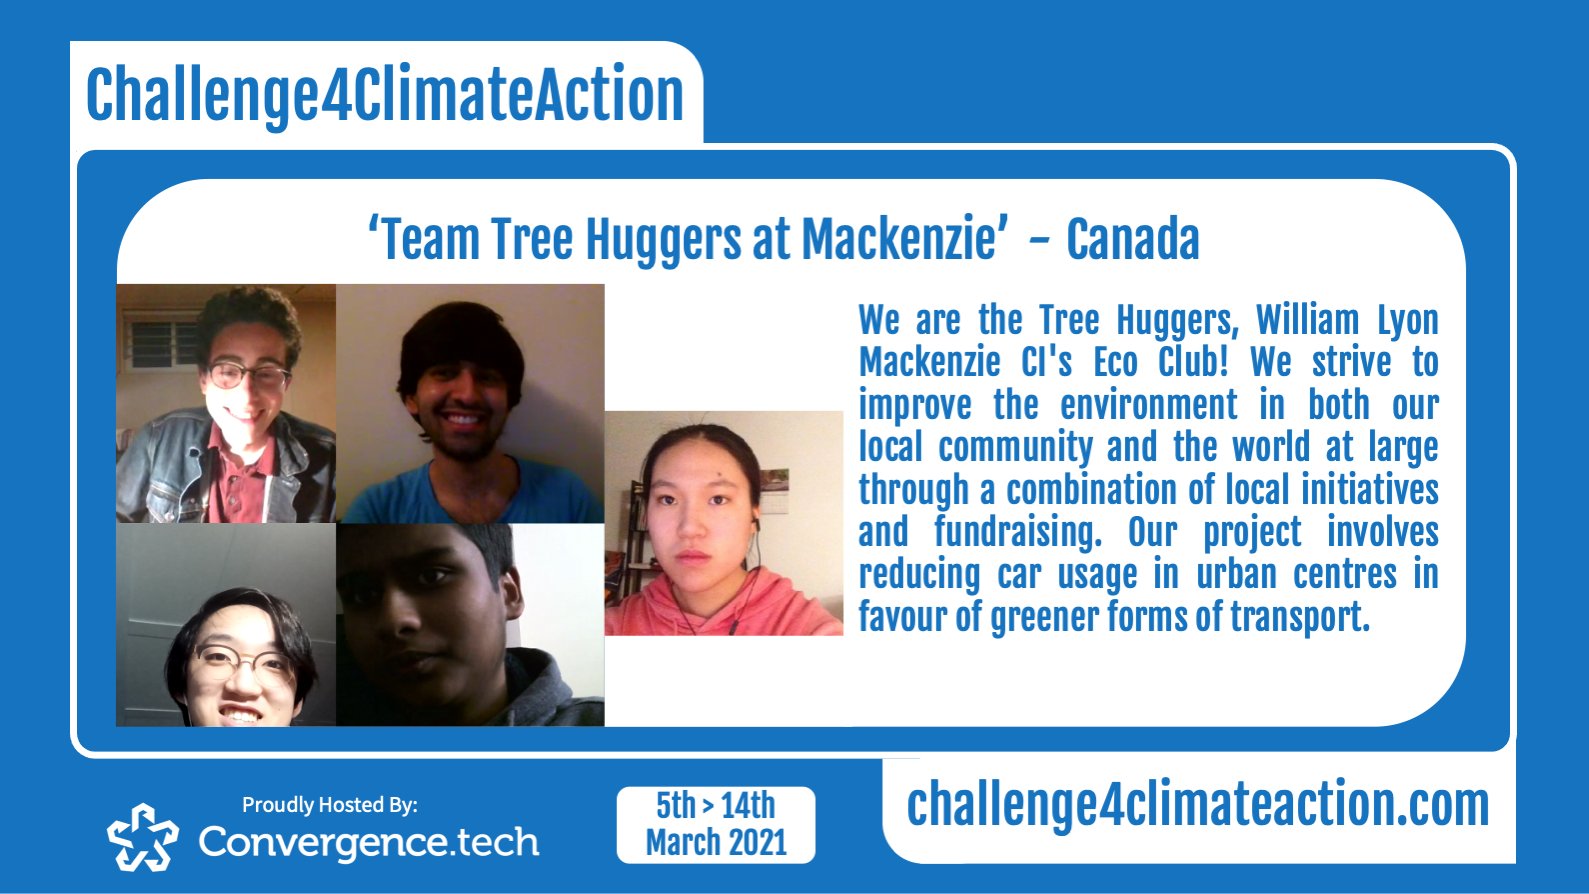 Challenge4ClimateAction
‘Team Tree Huggers at Mackenzie’ - Canada
We are the Tree Huggers, William Lyon
Mackenzie CI's Eco Club! We strive to
improve the environment in both our
local community and the world at large
through a combination of local initiatives
and fundraising. Our project involves
reducing car usage in urban centres in
favour of greener forms of transport.
Proudly Hosted By:
Convergence.tech
5th > 14th
March 2021
challenge4climateaction.com